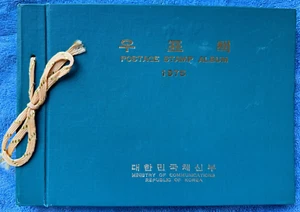 우표첩
POSTAGE STAMP ALBUM
대한민국체신부
MINISTRY OF COMMUNICATIONS
REPUBLIC OF KOREA